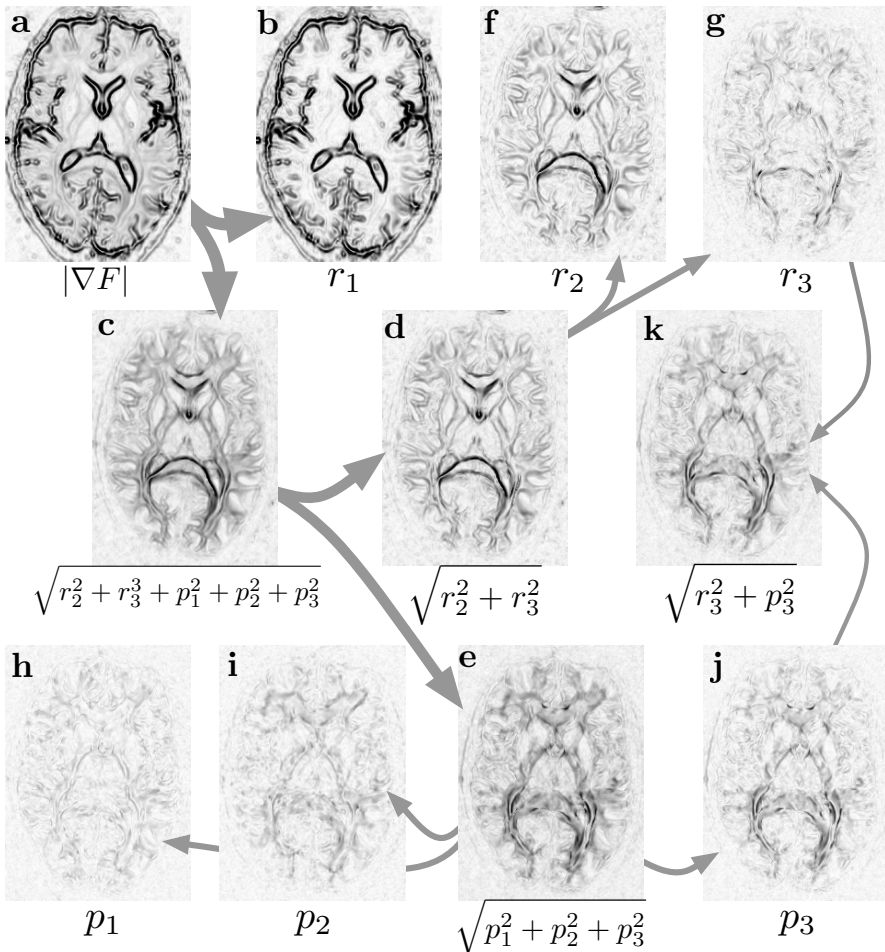 a b f g
|∇F| r₁ r₂ r₃
c d k
√(r₂² + r₃³ + p₁² + p₂² + p₃²) √(r₂² + r₃²) √(r₃² + p₃²)
h i e j
p₁ p₂ √(p₁² + p₂² + p₃²) p₃